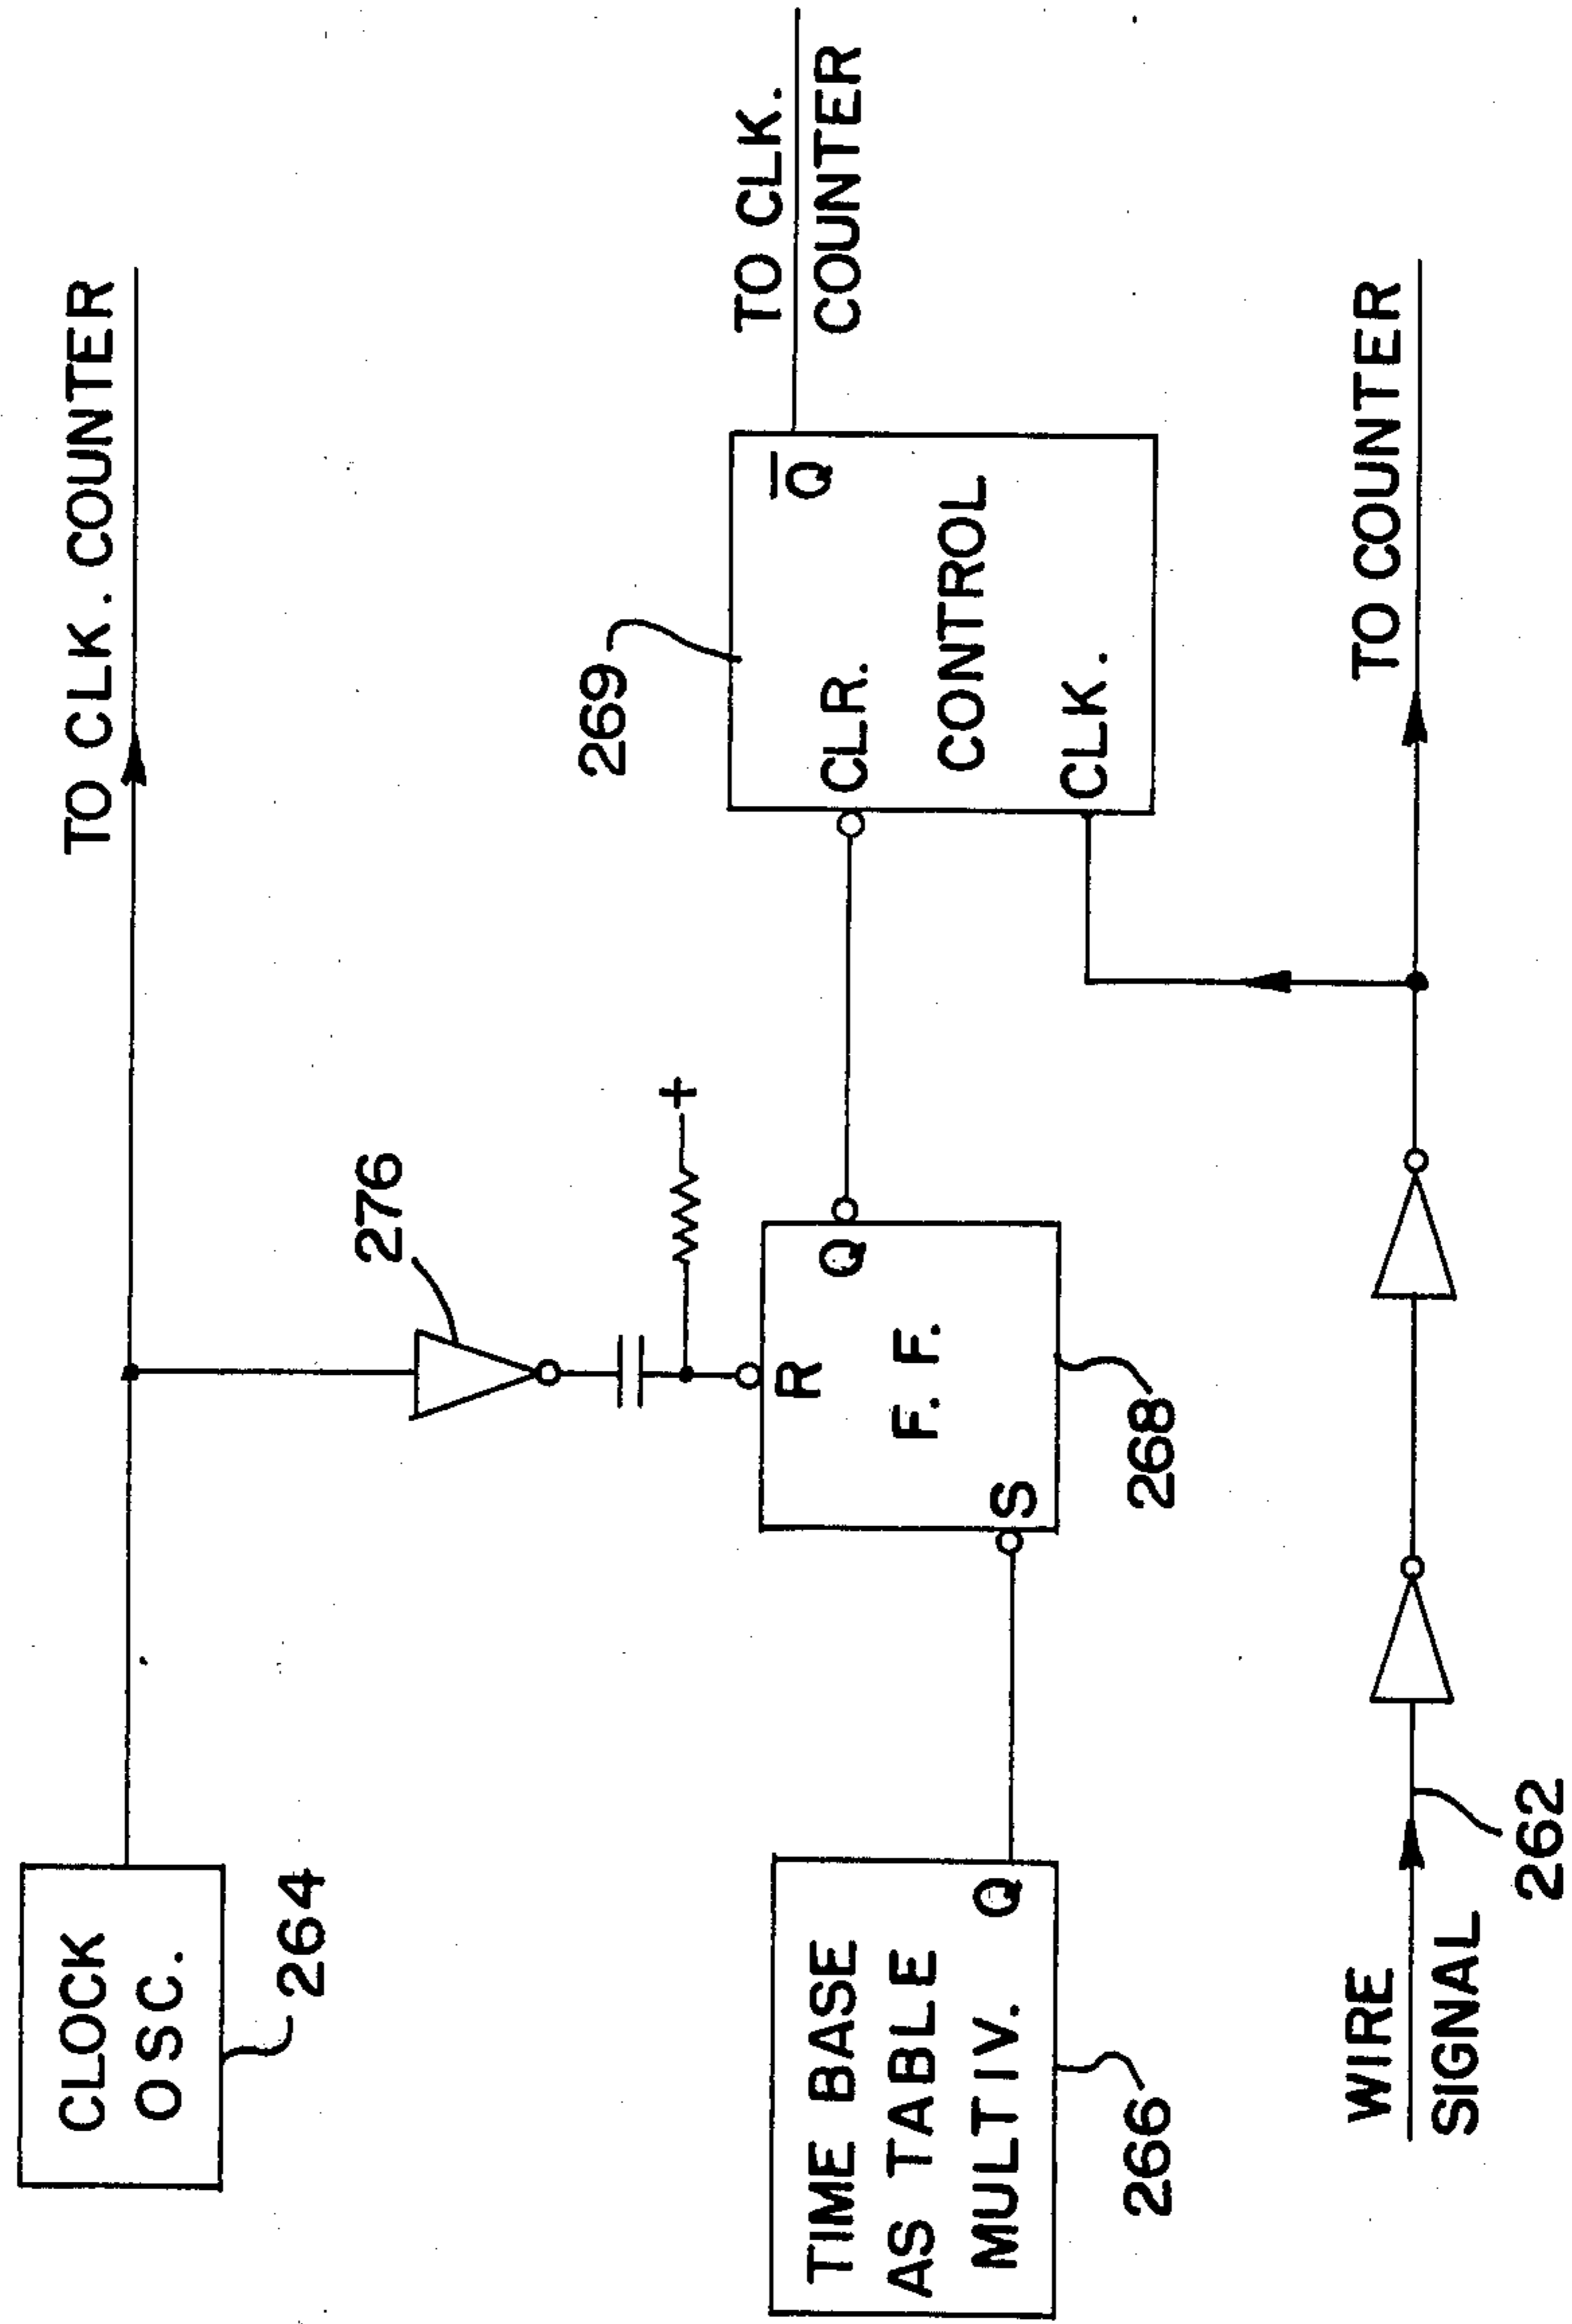 CLOCK
OSC.
264
TO CLK. COUNTER
276
+
TIME BASE
AS TABLE
MULTIV.
Q
266
R
Q
F. F.
S
268
269
CLR.
Q̅
CONTROL
CLK.
TO CLK.
COUNTER
WIRE
SIGNAL
262
TO COUNTER